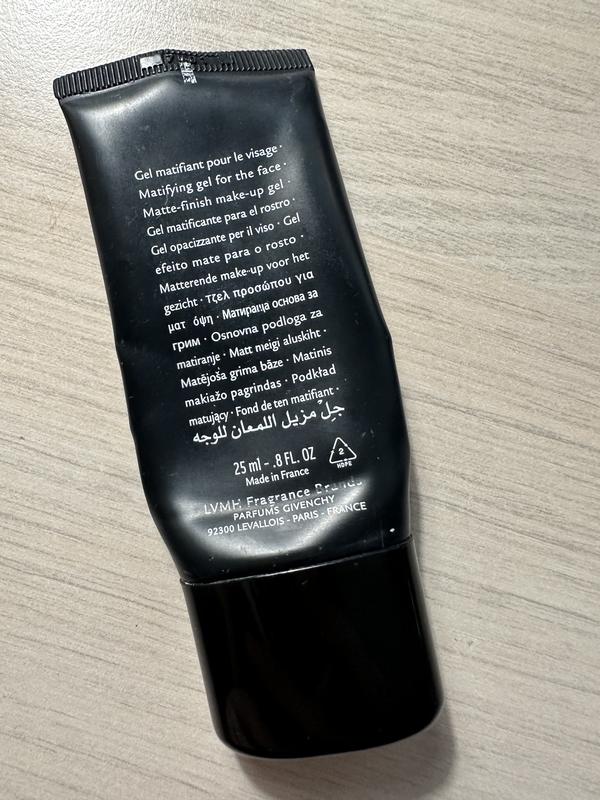 Gel matifiant pour le visage ·
Matifying gel for the face ·
Matte-finish make-up gel ·
Gel matificante para el rostro ·
Gel opacizzante per il viso · Gel
efeito mate para o rosto ·
Matterende make-up voor het
gezicht · τζελ προσώπου για
ματ όψη · Матираща основа за
грим · Osnovna podloga za
matiranje · Matt meigi aluskiht ·
Matējoša grima bāze · Matinis
makiažo pagrindas · Podkład
matujący · Fond de ten matifiant ·
جِلْ مزيل اللمعان للوجه
25 ml - .8 FL. OZ
2
HDPE
Made in France
LVMH Fragrance Brands
PARFUMS GIVENCHY
92300 LEVALLOIS - PARIS - FRANCE